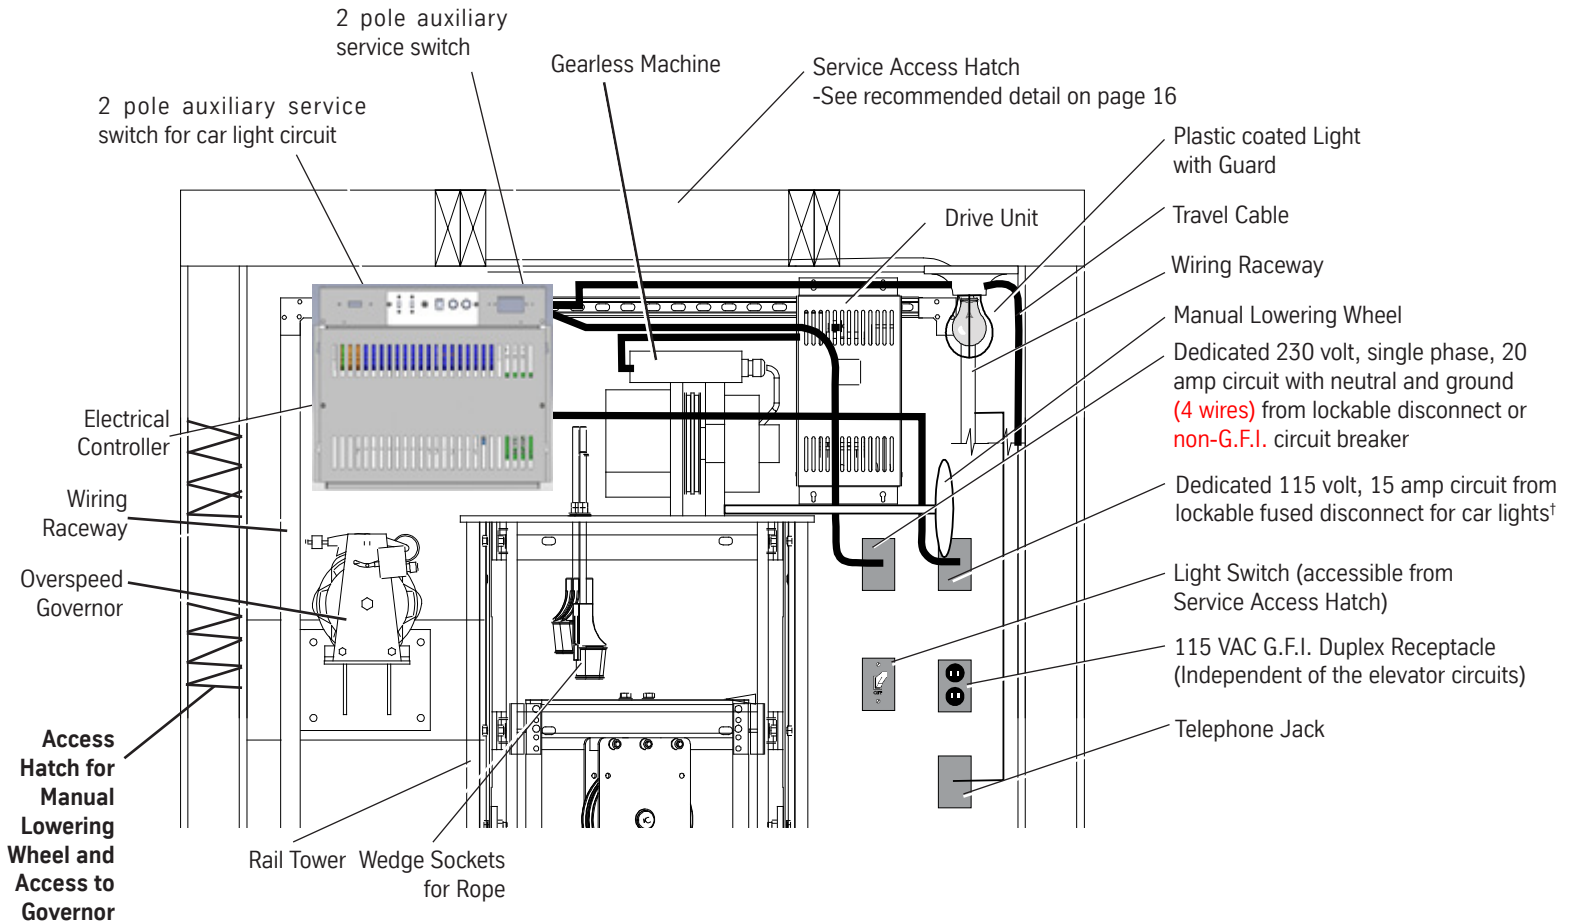 2 pole auxiliary
service switch
Gearless Machine
Service Access Hatch
-See recommended detail on page 16
2 pole auxiliary service
switch for car light circuit
Plastic coated Light
with Guard
Drive Unit
Travel Cable
Wiring Raceway
Manual Lowering Wheel
Dedicated 230 volt, single phase, 20
amp circuit with neutral and ground
(4 wires) from lockable disconnect or
non-G.F.I. circuit breaker
Electrical
Controller
Dedicated 115 volt, 15 amp circuit from
lockable fused disconnect for car lights†
Wiring
Raceway
Overspeed
Governor
Light Switch (accessible from
Service Access Hatch)
115 VAC G.F.I. Duplex Receptacle
(Independent of the elevator circuits)
OFF
Telephone Jack
Access
Hatch for
Manual
Lowering
Wheel and
Access to
Governor
Rail Tower
Wedge Sockets
for Rope